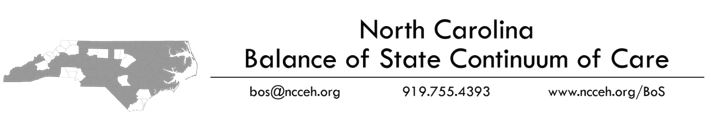 North Carolina
Balance of State Continuum of Care
bos@ncceh.org 919.755.4393 www.ncceh.org/BoS